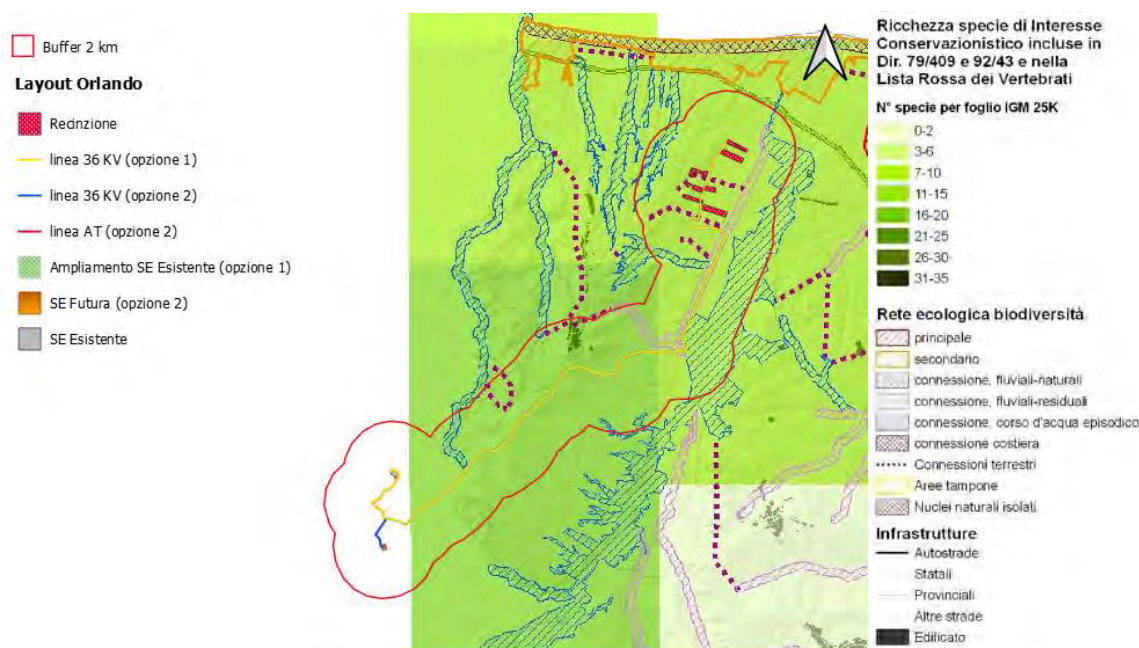 Buffer 2 km
Layout Orlando
Recinzione
linea 36 KV (opzione 1)
linea 36 KV (opzione 2)
linea AT (opzione 2)
Ampliamento SE Esistente (opzione 1)
SE Futura (opzione 2)
SE Esistente
Ricchezza specie di Interesse
Conservazionistico incluse in
Dir. 79/409 e 92/43 e nella
Lista Rossa dei Vertebrati
N° specie per foglio IGM 25K
0-2
3-6
7-10
11-15
16-20
21-25
26-30
31-35
Rete ecologica biodiversità
principale
secondario
connessione, fluviali-naturali
connessione, fluviali-residuali
connessione, corso d'acqua episodico
connessione costiera
Connessioni terrestri
Aree tampone
Nuclei naturali isolati
Infrastrutture
Autostrade
Statali
Provinciali
Altre strade
Edificato